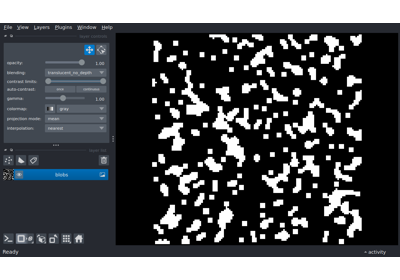 File View Layers Plugins Window Help
opacity: 1.00
blending: translucent_no_depth
contrast limits:
auto-contrast: once continuous
gamma: 1.00
colormap: gray
projection mode: mean
interpolation: nearest
blobs
Ready activity